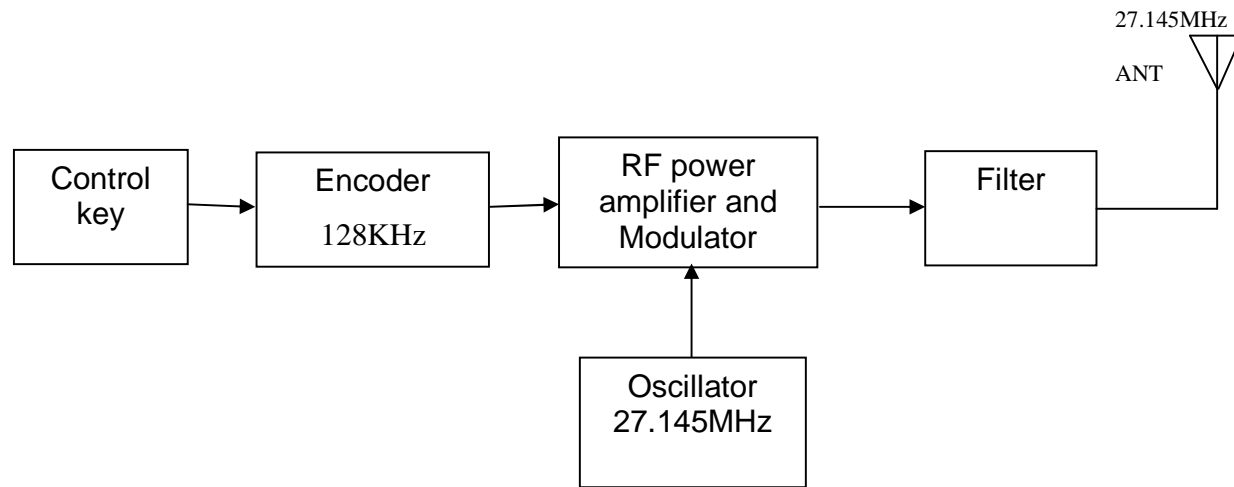 27.145MHz
ANT
Control
key
Encoder
128KHz
RF power
amplifier and
Modulator
Filter
Oscillator
27.145MHz